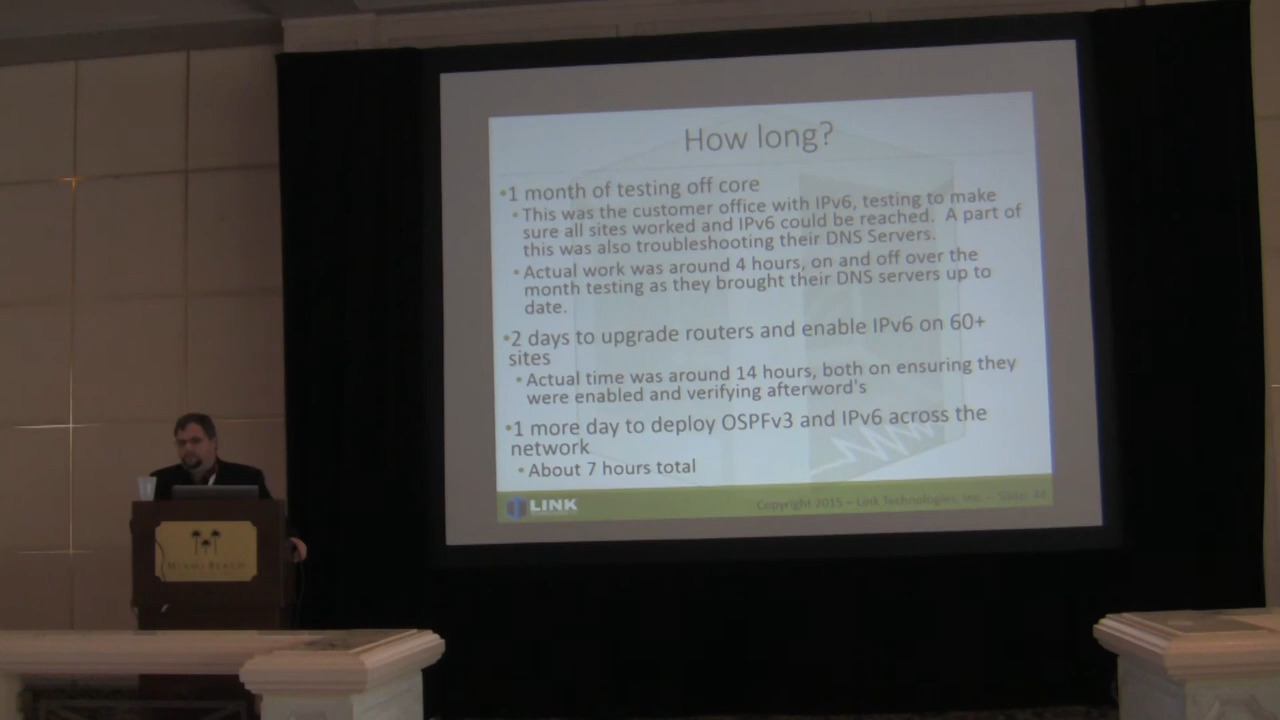 How long?
•1 month of testing off core
• This was the customer office with IPv6, testing to make
sure all sites worked and IPv6 could be reached. A part of
this was also troubleshooting their DNS Servers.
• Actual work was around 4 hours, on and off over the
month testing as they brought their DNS servers up to
date.
•2 days to upgrade routers and enable IPv6 on 60+
sites
• Actual time was around 14 hours, both on ensuring they
were enabled and verifying afterword's
•1 more day to deploy OSPFv3 and IPv6 across the
network
• About 7 hours total
LINK
Copyright 2015 – Link Technologies, Inc. – Slide:
MIAMI BEACH